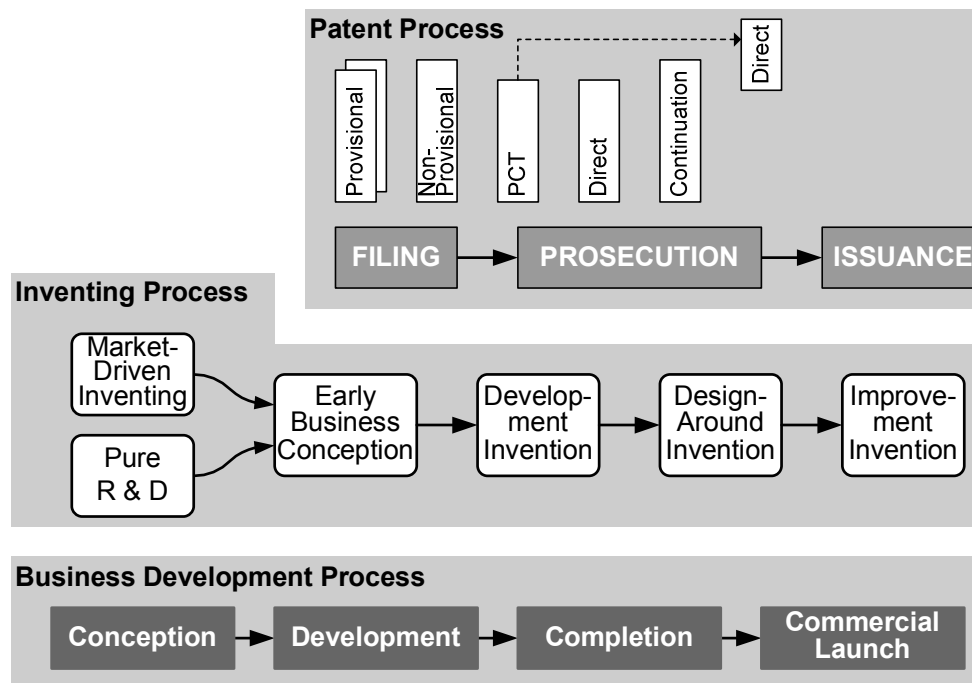 Patent Process
Direct
Provisional
Non-
Provisional
PCT
Direct
Continuation
FILING
PROSECUTION
ISSUANCE
Inventing Process
Market-
Driven
Inventing
Pure
R & D
Early
Business
Conception
Develop-
ment
Invention
Design-
Around
Invention
Improve-
ment
Invention
Business Development Process
Conception
Development
Completion
Commercial
Launch